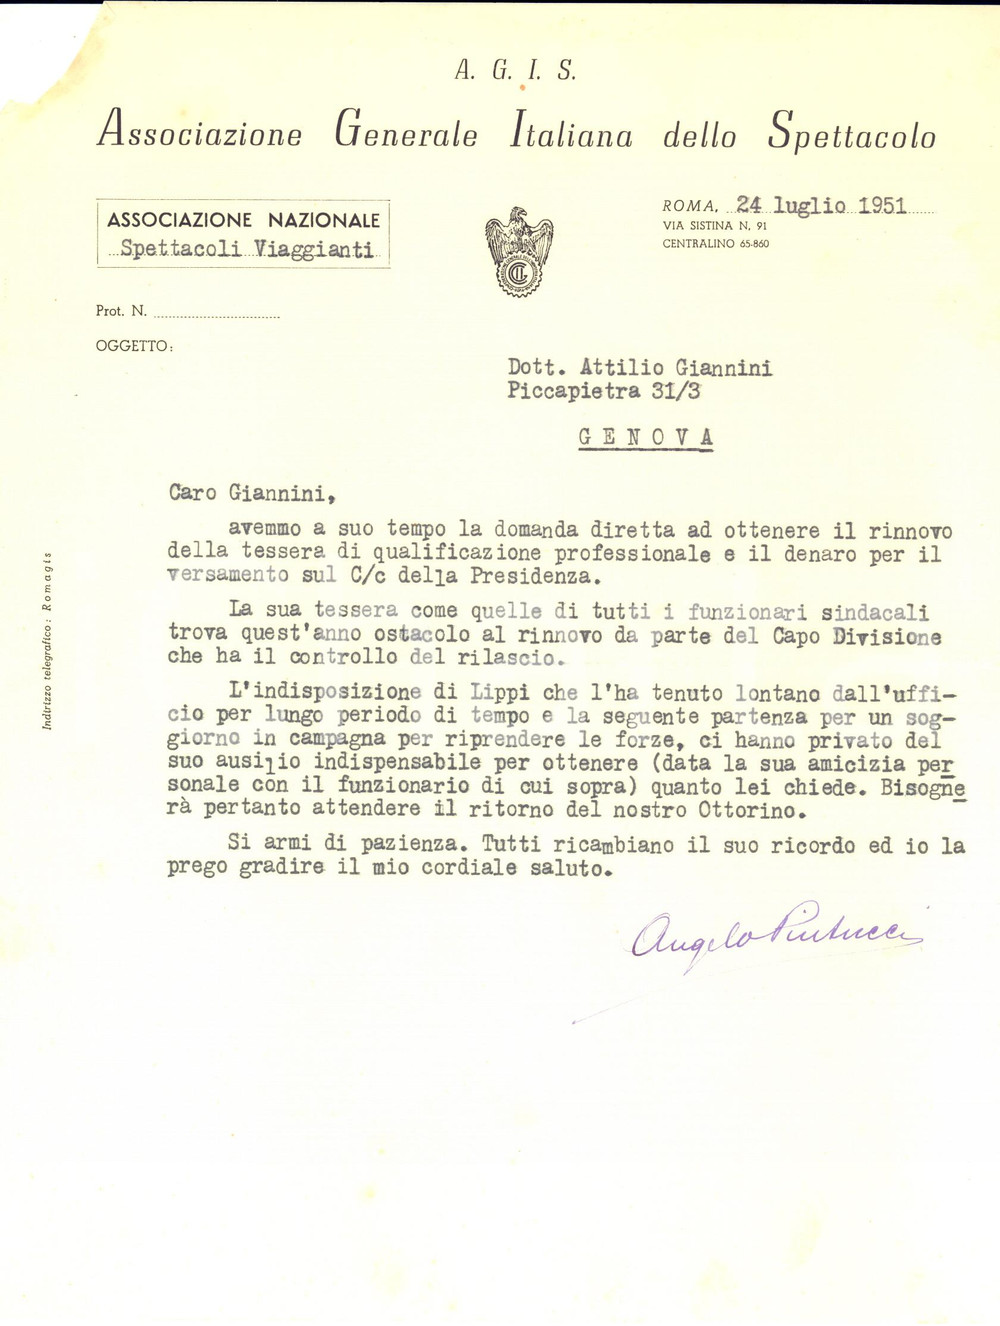 A. G. I. S.
Associazione Generale Italiana dello Spettacolo
ASSOCIAZIONE NAZIONALE
Spettacoli Viaggianti
ROMA, 24 luglio 1951
VIA SISTINA N. 91
CENTRALINO 65-860
Prot. N.
OGGETTO:
Dott. Attilio Giannini
Piccapietra 31/3
GENOVA
Caro Giannini,
avemmo a suo tempo la domanda diretta ad ottenere il rinnovo
della tessera di qualificazione professionale e il denaro per il
versamento sul C/c della Presidenza.
La sua tessera come quelle di tutti i funzionari sindacali
trova quest'anno ostacolo al rinnovo da parte del Capo Divisione
che ha il controllo del rilascio.
L'indisposizione di Lippi che l'ha tenuto lontano dall'uffi-
cio per lungo periodo di tempo e la seguente partenza per un sog-
giorno in campagna per riprendere le forze, ci hanno privato del
suo ausilio indispensabile per ottenere (data la sua amicizia per
sonale con il funzionario di cui sopra) quanto lei chiede. Bisogne
rà pertanto attendere il ritorno del nostro Ottorino.
Si armi di pazienza. Tutti ricambiano il suo ricordo ed io la
prego gradire il mio cordiale saluto.
Angelo Pintucci
Indirizzo telegrafico: Romagis